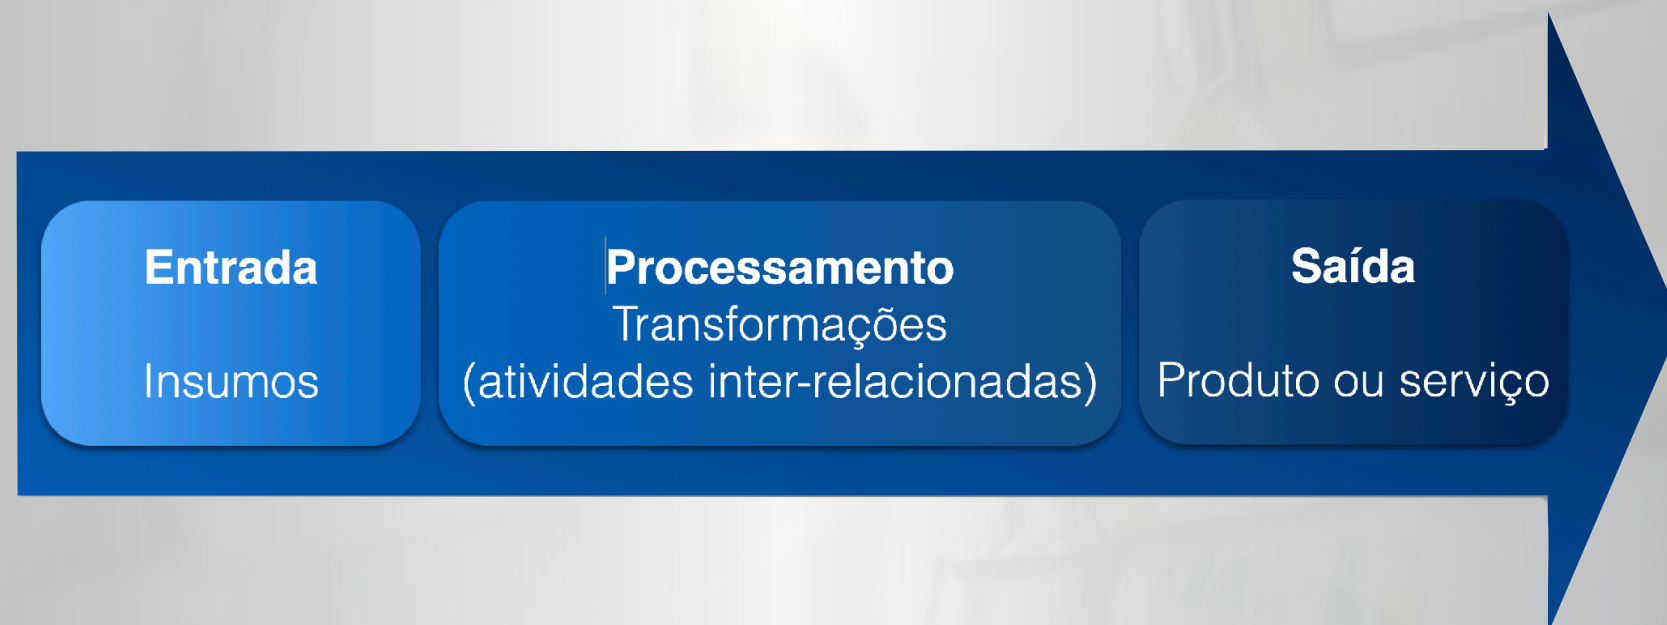 Entrada
Insumos
Processamento
Transformações
(atividades inter-relacionadas)
Saída
Produto ou serviço